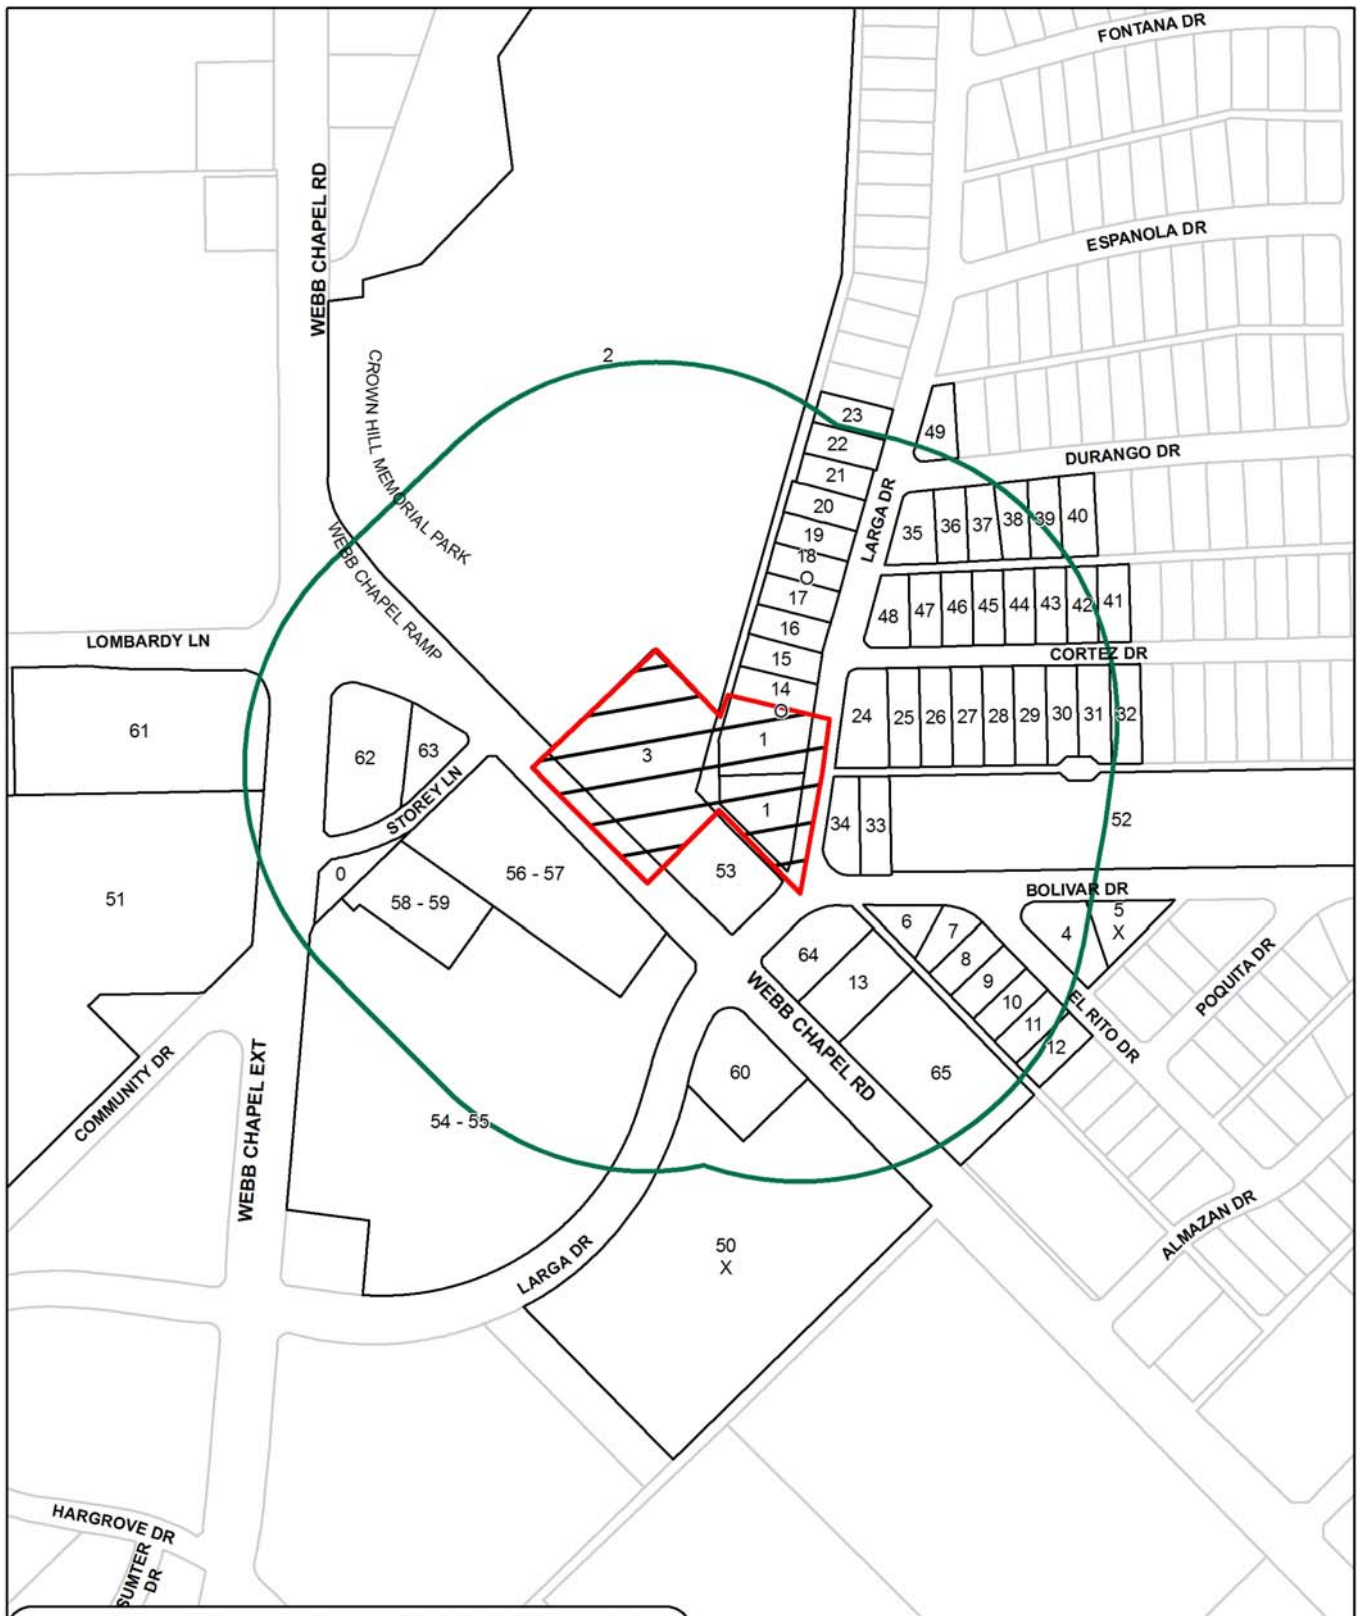 FONTANA DR
WEBB CHAPEL RD
ESPANOLA DR
2
CROWN HILL MEMORIAL PARK
23
49
22
DURANGO DR
21
LARGA DR
20
35
36
37
38
39
40
19
18
O
WEBB CHAPEL RAMP
17
48
47
46
45
44
43
42
41
16
LOMBARDY LN
CORTEZ DR
15
14
O
24
25
26
27
28
29
30
31
32
61
62
63
3
1
STOREY LN
1
34
33
52
0
56 - 57
53
51
58 - 59
BOLIVAR DR
6
7
4
5
X
64
13
8
9
10
11
12
WEBB CHAPEL RD
EL RITO DR
POQUITA DR
COMMUNITY DR
WEBB CHAPEL EXT
60
65
54 - 55
ALMAZAN DR
LARGA DR
50
X
HARGROVE DR
SUMTER
DR